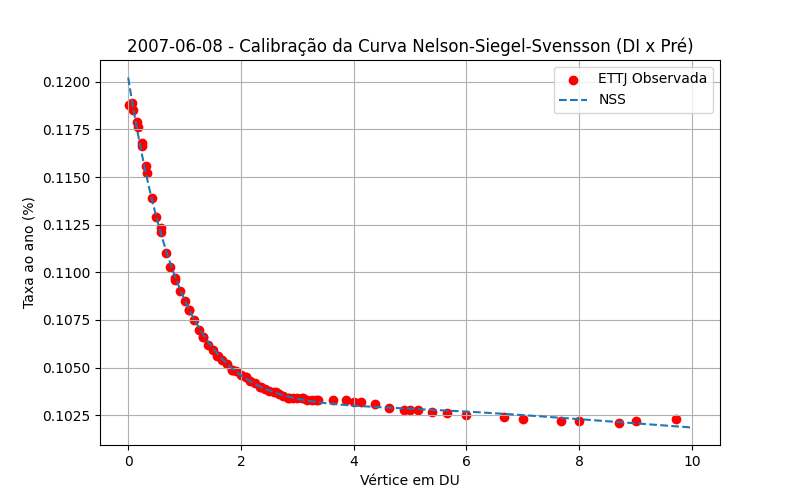 2007-06-08 - Calibração da Curva Nelson-Siegel-Svensson (DI x Pré)
ETTJ Observada
NSS
Taxa ao ano (%)
0.1200
0.1175
0.1150
0.1125
0.1100
0.1075
0.1050
0.1025
0 2 4 6 8 10
Vértice em DU